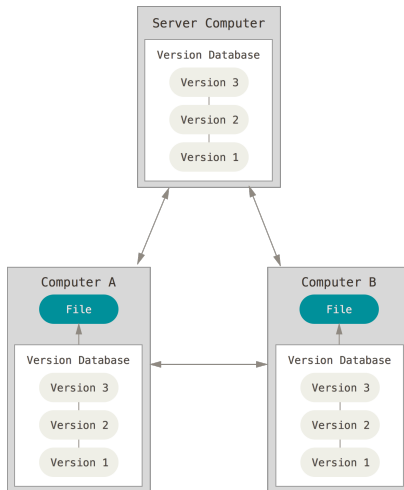 Server Computer
Version Database
Version 3
Version 2
Version 1
Computer A
File
Version Database
Version 3
Version 2
Version 1
Computer B
File
Version Database
Version 3
Version 2
Version 1